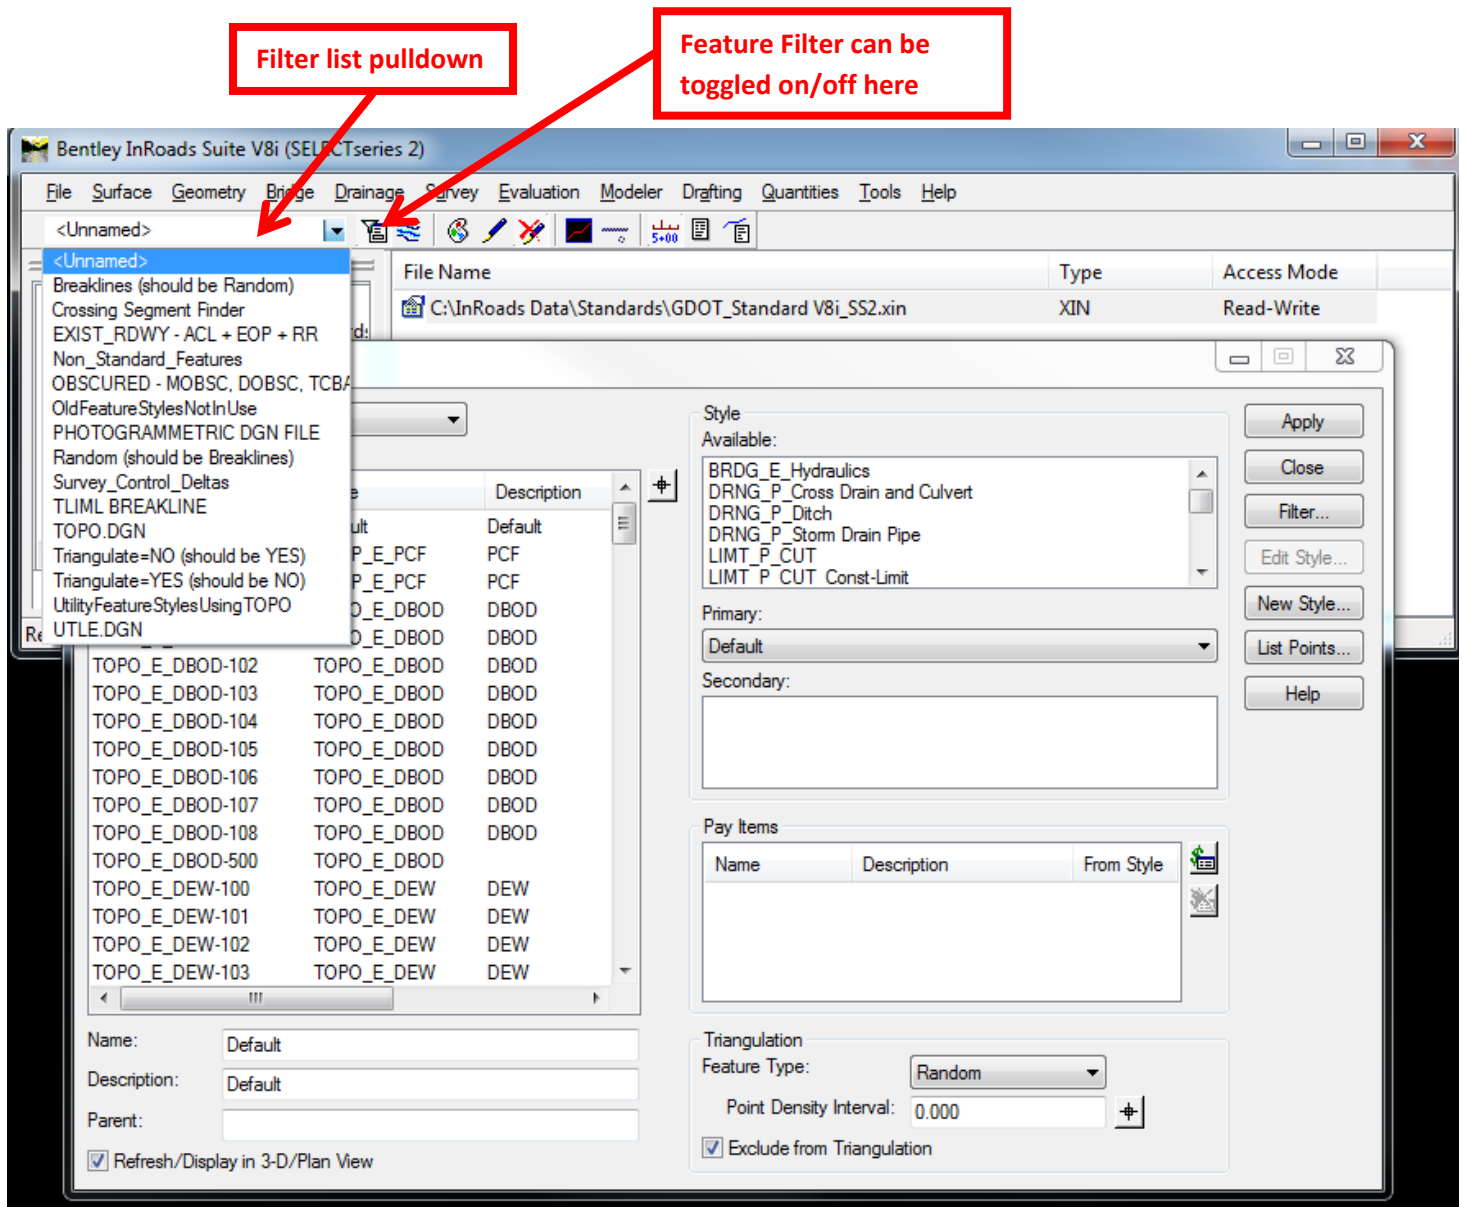 Filter list pulldown
Feature Filter can be
toggled on/off here
Bentley InRoads Suite V8i (SELECTseries 2)
File Surface Geometry Bridge Drainage Survey Evaluation Modeler Drafting Quantities Tools Help
<Unnamed>
5+00
<Unnamed>
Breaklines (should be Random)
Crossing Segment Finder
EXIST_RDWY - ACL + EOP + RR
Non_Standard_Features
OBSCURED - MOBSC, DOBSC, TCBA
OldFeatureStylesNotInUse
PHOTOGRAMMETRIC DGN FILE
Random (should be Breaklines)
Survey_Control_Deltas
TLIML BREAKLINE
TOPO.DGN
Triangulate=NO (should be YES)
Triangulate=YES (should be NO)
UtilityFeatureStylesUsingTOPO
UTLE.DGN
File Name Type Access Mode
C:\InRoads Data\Standards\GDOT_Standard V8i_SS2.xin XIN Read-Write
Description
ult Default
P_E_PCF PCF
P_E_PCF PCF
O_E_DBOD DBOD
O_E_DBOD DBOD
TOPO_E_DBOD-102 TOPO_E_DBOD DBOD
TOPO_E_DBOD-103 TOPO_E_DBOD DBOD
TOPO_E_DBOD-104 TOPO_E_DBOD DBOD
TOPO_E_DBOD-105 TOPO_E_DBOD DBOD
TOPO_E_DBOD-106 TOPO_E_DBOD DBOD
TOPO_E_DBOD-107 TOPO_E_DBOD DBOD
TOPO_E_DBOD-108 TOPO_E_DBOD DBOD
TOPO_E_DBOD-500 TOPO_E_DBOD
TOPO_E_DEW-100 TOPO_E_DEW DEW
TOPO_E_DEW-101 TOPO_E_DEW DEW
TOPO_E_DEW-102 TOPO_E_DEW DEW
TOPO_E_DEW-103 TOPO_E_DEW DEW
Name: Default
Description: Default
Parent:
Refresh/Display in 3-D/Plan View
Style
Available:
BRDG_E_Hydraulics
DRNG_P_Cross Drain and Culvert
DRNG_P_Ditch
DRNG_P_Storm Drain Pipe
LIMT_P_CUT
LIMT_P_CUT_Const-Limit
Primary:
Default
Secondary:
Pay Items
Name Description From Style
Triangulation
Feature Type: Random
Point Density Interval: 0.000
Exclude from Triangulation
Apply
Close
Filter...
Edit Style...
New Style...
List Points...
Help